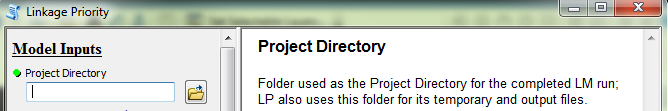 Linkage Priority
Model Inputs
Project Directory
Project Directory
Folder used as the Project Directory for the completed LM run;
LP also uses this folder for its temporary and output files.